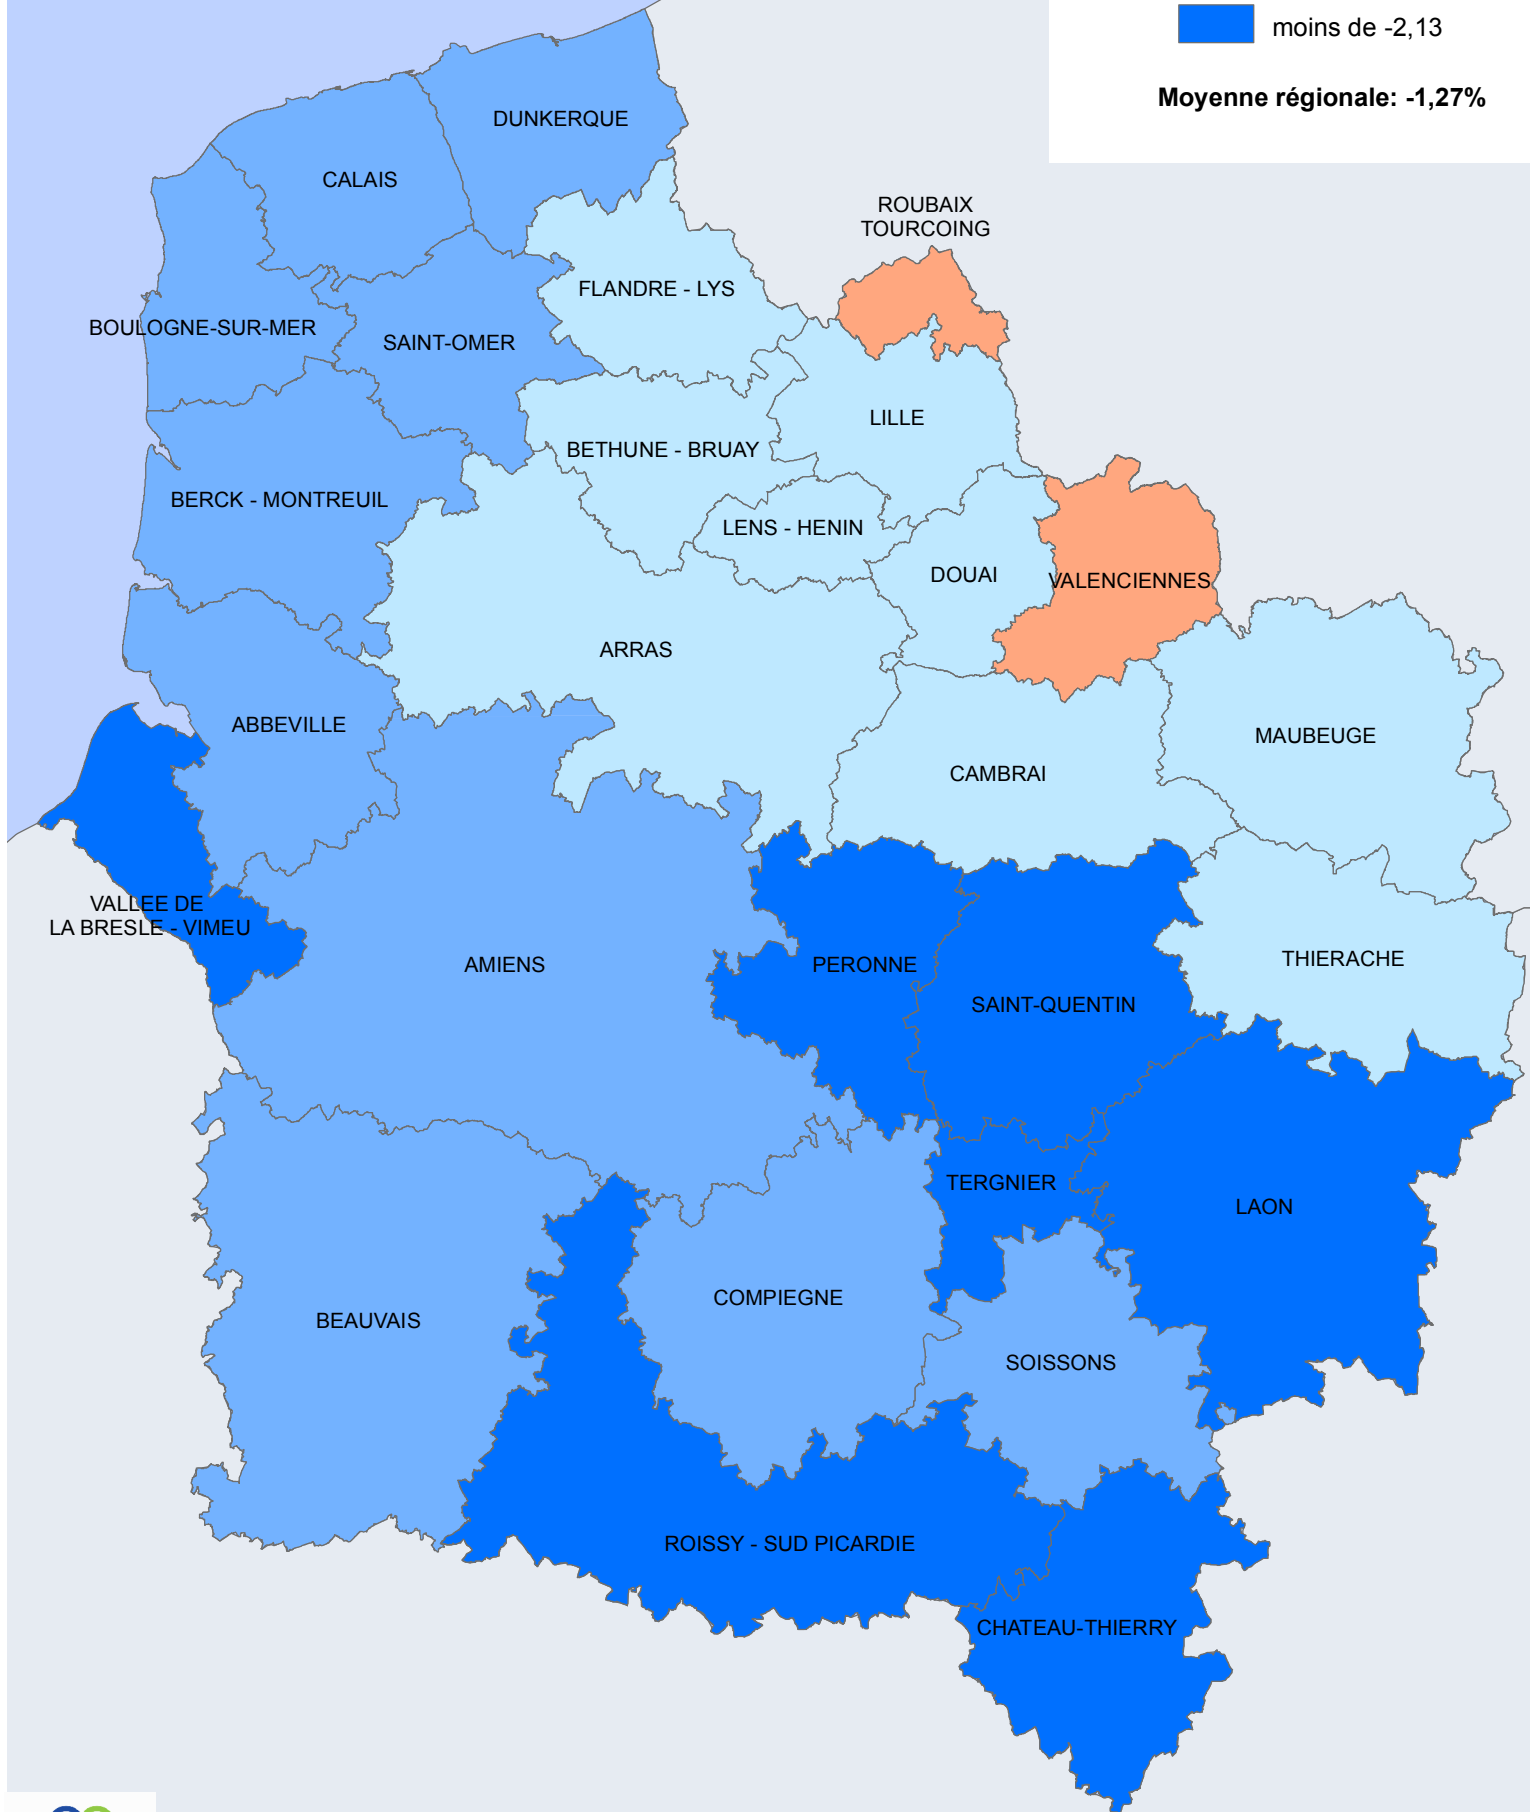 moins de -2,13
Moyenne régionale: -1,27%
DUNKERQUE
CALAIS
ROUBAIX
TOURCOING
FLANDRE - LYS
BOULOGNE-SUR-MER
SAINT-OMER
LILLE
BETHUNE - BRUAY
BERCK - MONTREUIL
LENS - HENIN
DOUAI
VALENCIENNES
ARRAS
ABBEVILLE
MAUBEUGE
CAMBRAI
VALLEE DE
LA BRESLE - VIMEU
AMIENS
PERONNE
THIERACHE
SAINT-QUENTIN
TERGNIER
LAON
COMPIEGNE
BEAUVAIS
SOISSONS
ROISSY - SUD PICARDIE
CHATEAU-THIERRY